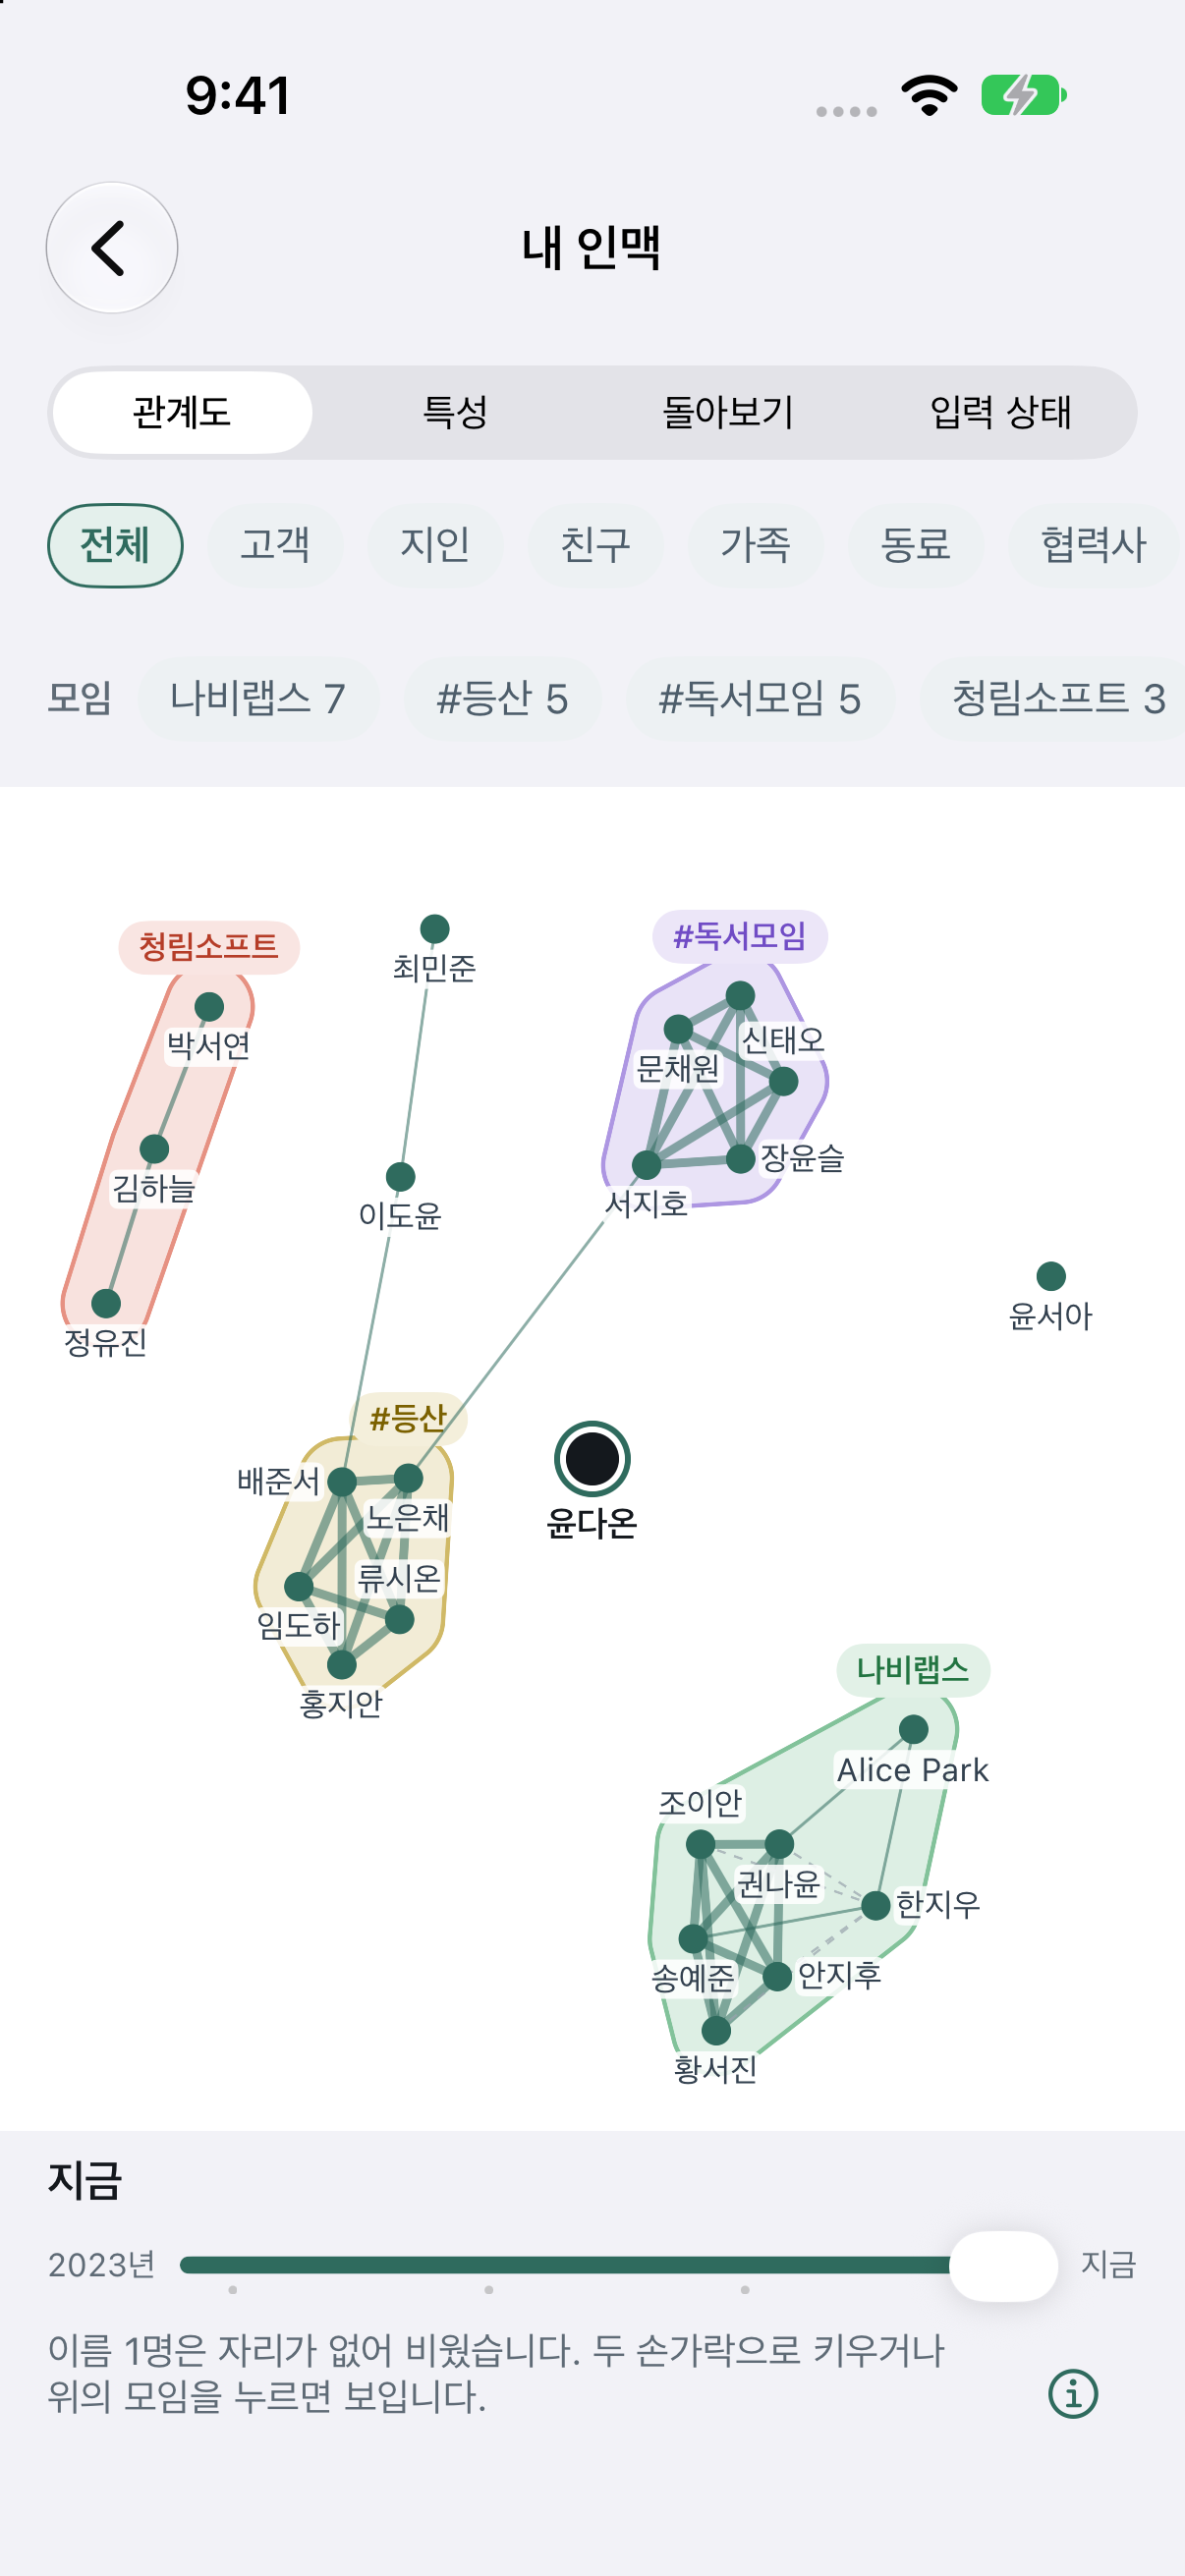 9:41
내 인맥
관계도 특성 돌아보기 입력 상태
전체 고객 지인 친구 가족 동료 협력사
모임 나비랩스 7 #등산 5 #독서모임 5 청림소프트 3
청림소프트
#독서모임
최민준
박서연
신태오
문채원
장윤슬
김하늘
서지호
이도윤
윤서아
정유진
#등산
배준서
노은채
윤다온
류시온
임도하
홍지안
나비랩스
Alice Park
조이안
권나윤
한지우
송예준
안지후
황서진
지금
2023년 지금
이름 1명은 자리가 없어 비웠습니다. 두 손가락으로 키우거나
위의 모임을 누르면 보입니다.